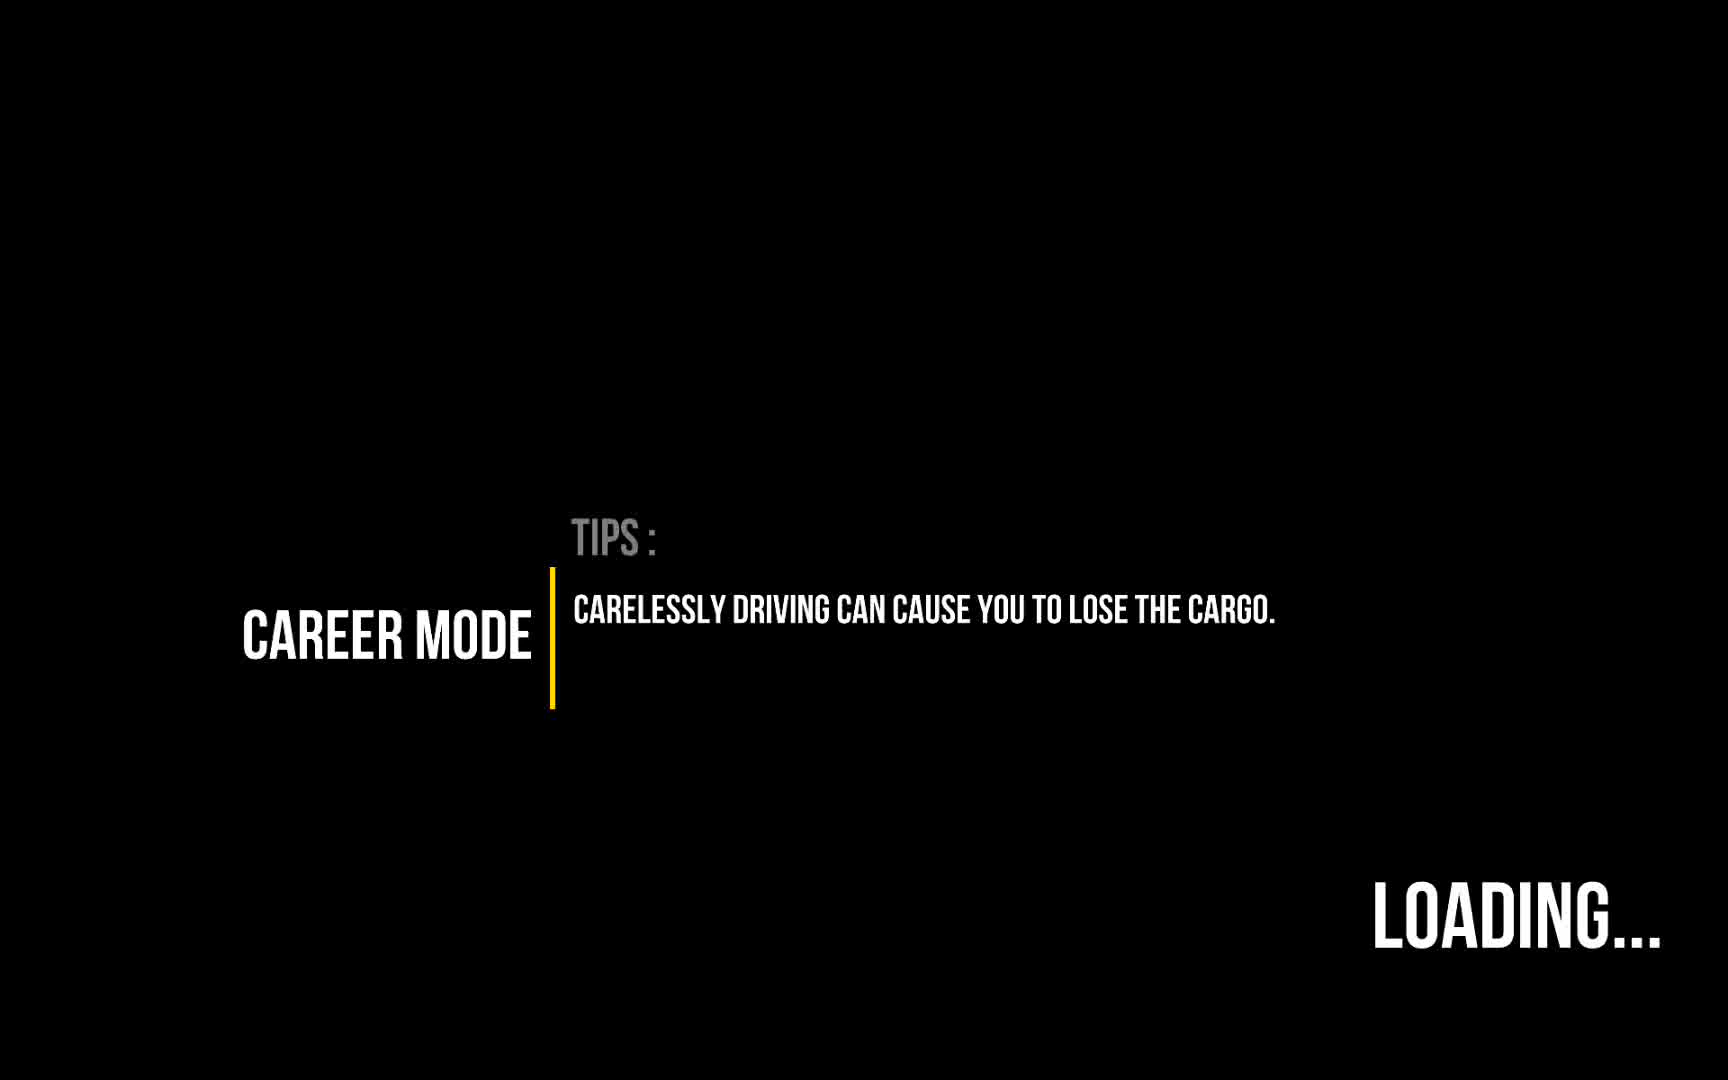 TIPS :
CAREER MODE
CARELESSLY DRIVING CAN CAUSE YOU TO LOSE THE CARGO.
LOADING...